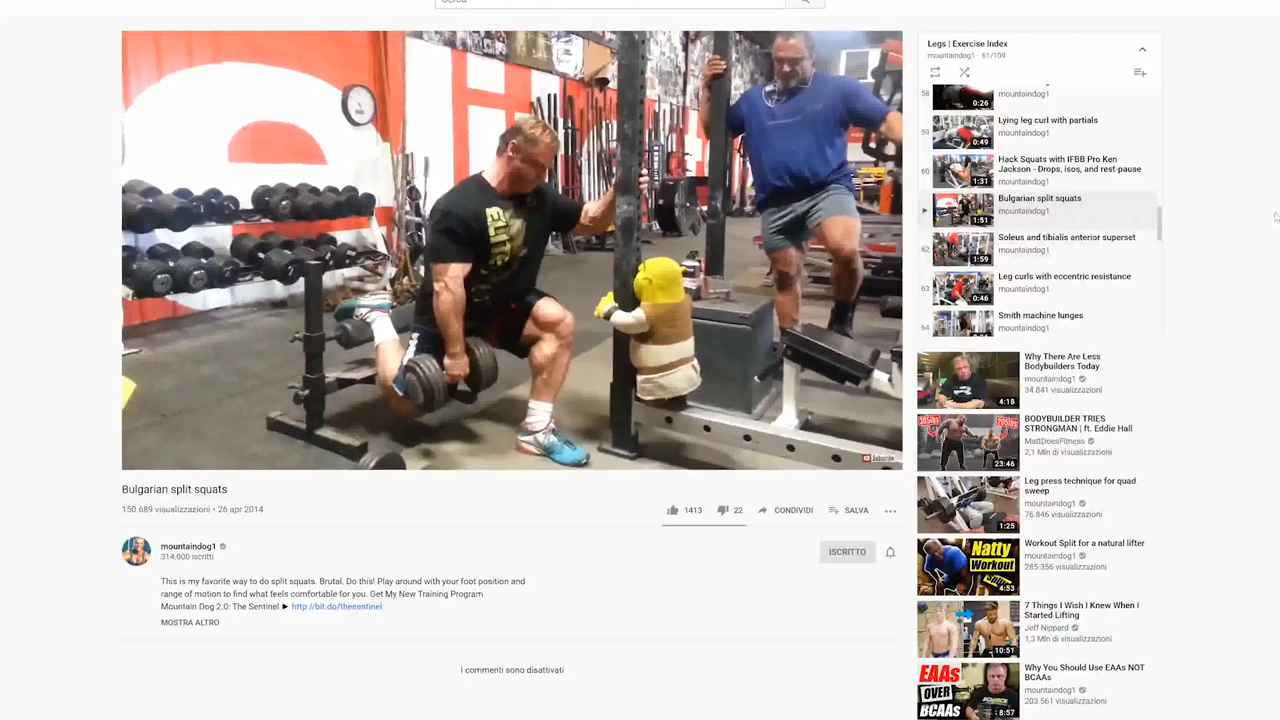 Cerca
ELITE
Subscribe
Bulgarian split squats
150.689 visualizzazioni • 26 apr 2014
1413
22
CONDIVIDI
SALVA
mountaindog1
314.000 iscritti
ISCRITTO
This is my favorite way to do split squats. Brutal. Do this! Play around with your foot position and
range of motion to find what feels comfortable for you. Get My New Training Program
Mountain Dog 2.0: The Sentinel ► http://bit.do/thesentinel
MOSTRA ALTRO
I commenti sono disattivati
Legs | Exercise Index
mountaindog1 · 61/109
58
0:26
mountaindog1
59
0:49
Lying leg curl with partials
mountaindog1
60
1:31
Hack Squats with IFBB Pro Ken
Jackson - Drops, isos, and rest-pause
mountaindog1
1:51
Bulgarian split squats
mountaindog1
62
1:59
Soleus and tibialis anterior superset
mountaindog1
63
0:46
Leg curls with eccentric resistance
mountaindog1
64
Smith machine lunges
mountaindog1
4:18
Why There Are Less
Bodybuilders Today
mountaindog1
34.841 visualizzazioni
23:46
BODYBUILDER TRIES
STRONGMAN | ft. Eddie Hall
MattDoesFitness
2,1 Mln di visualizzazioni
1:25
Leg press technique for quad
sweep
mountaindog1
76.846 visualizzazioni
Natty
Workout
4:53
Workout Split for a natural lifter
mountaindog1
285.356 visualizzazioni
10:51
7 Things I Wish I Knew When I
Started Lifting
Jeff Nippard
1,3 Mln di visualizzazioni
EAAs
OVER
BCAAs
8:57
Why You Should Use EAAs NOT
BCAAs
mountaindog1
203.561 visualizzazioni